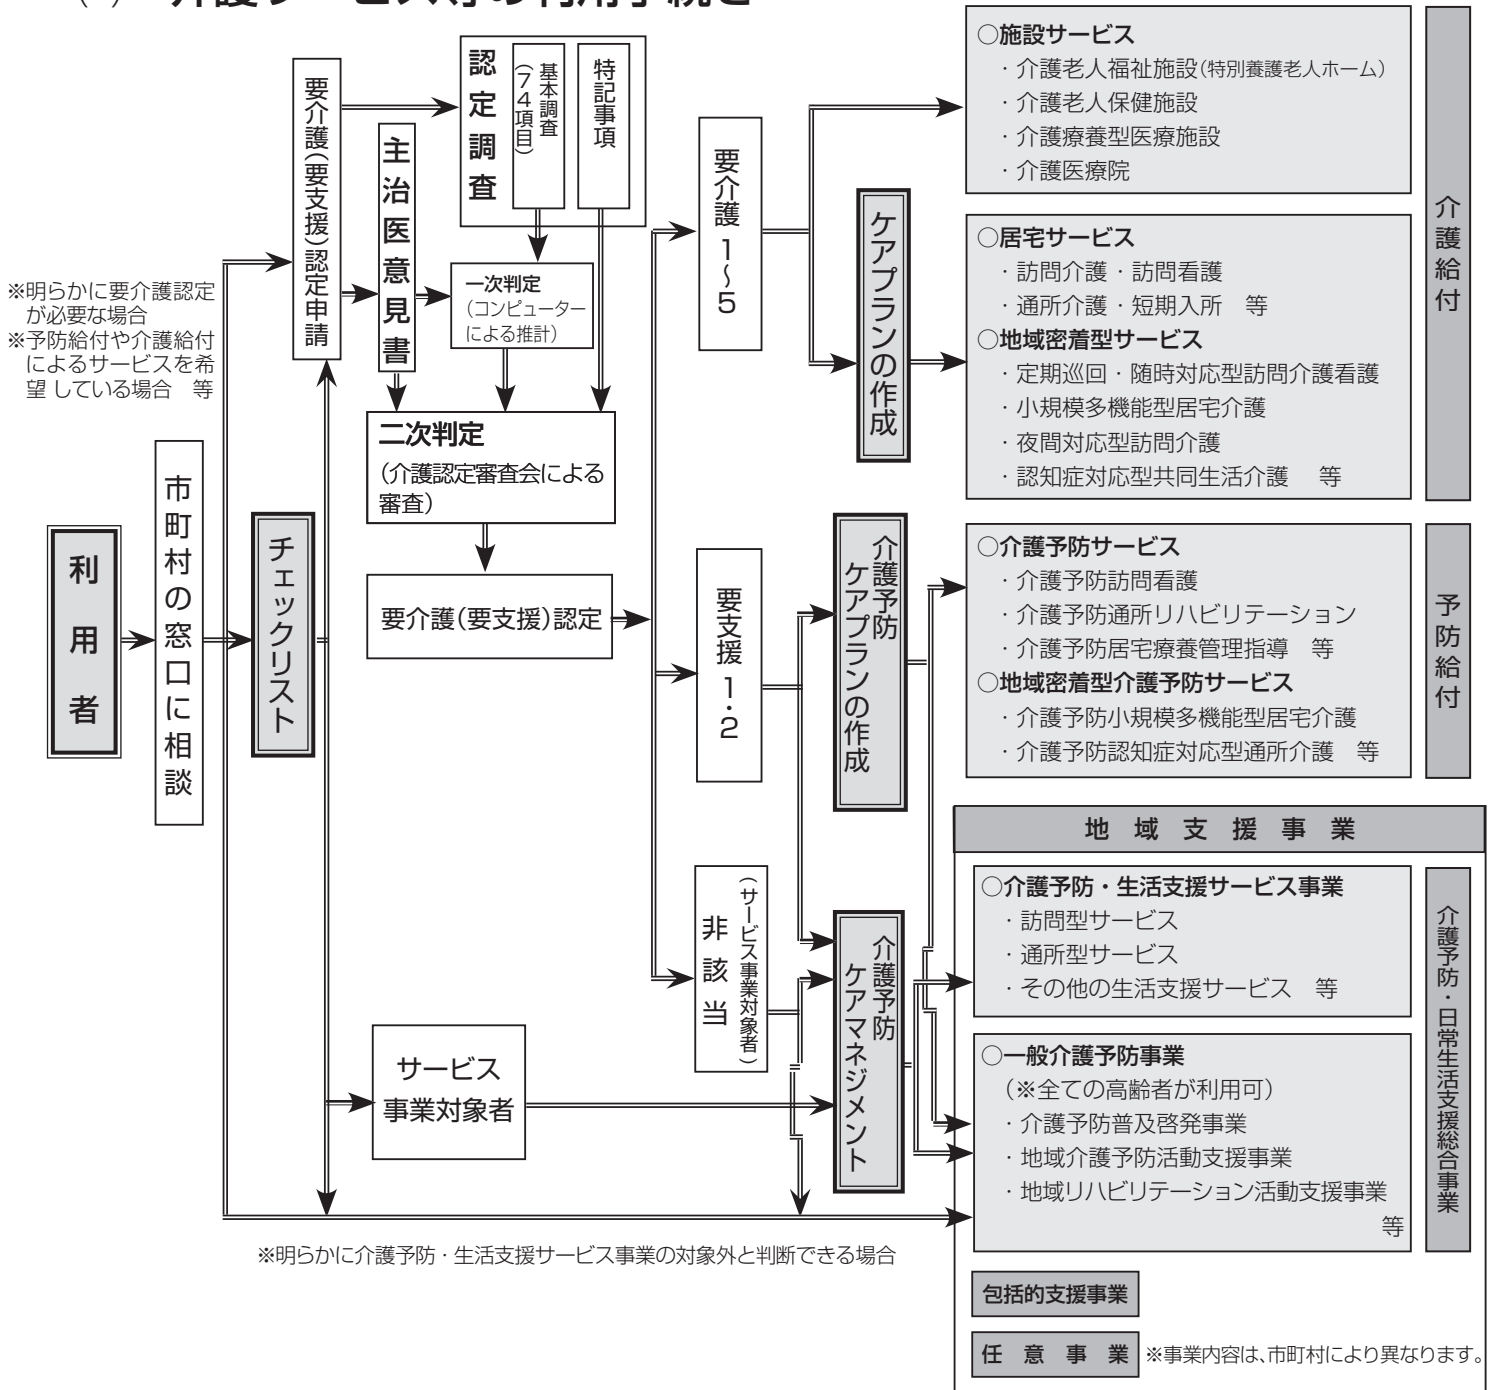 ※明らかに要介護認定
が必要な場合
※予防給付や介護給付
によるサービスを希
望 している場合 等
利用者
市町村の窓口に相談
チェックリスト
要介護(要支援)認定申請
主治医意見書
認定調査
基本調査
(74項目)
特記事項
一次判定
(コンピューター
による推計)
二次判定
(介護認定審査会による
審査)
要介護(要支援)認定
サービス
事業対象者
要介護 1~5
要支援 1・2
非該当
(サービス事業対象者)
ケアプランの作成
介護予防
ケアプランの作成
介護予防
ケアマネジメント
○施設サービス
・介護老人福祉施設(特別養護老人ホーム)
・介護老人保健施設
・介護療養型医療施設
・介護医療院
○居宅サービス
・訪問介護・訪問看護
・通所介護・短期入所 等
○地域密着型サービス
・定期巡回・随時対応型訪問介護看護
・小規模多機能型居宅介護
・夜間対応型訪問介護
・認知症対応型共同生活介護 等
介護給付
○介護予防サービス
・介護予防訪問看護
・介護予防通所リハビリテーション
・介護予防居宅療養管理指導 等
○地域密着型介護予防サービス
・介護予防小規模多機能型居宅介護
・介護予防認知症対応型通所介護 等
予防給付
地域支援事業
○介護予防・生活支援サービス事業
・訪問型サービス
・通所型サービス
・その他の生活支援サービス 等
○一般介護予防事業
(※全ての高齢者が利用可)
・介護予防普及啓発事業
・地域介護予防活動支援事業
・地域リハビリテーション活動支援事業
等
介護予防・日常生活支援総合事業
※明らかに介護予防・生活支援サービス事業の対象外と判断できる場合
包括的支援事業
任意事業 ※事業内容は、市町村により異なります。